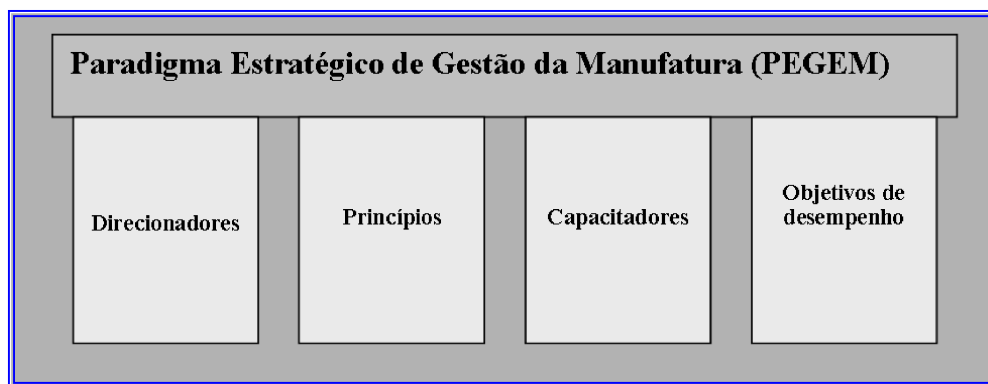 Paradigma Estratégico de Gestão da Manufatura (PEGEM)
Direcionadores
Princípios
Capacitadores
Objetivos de
desempenho